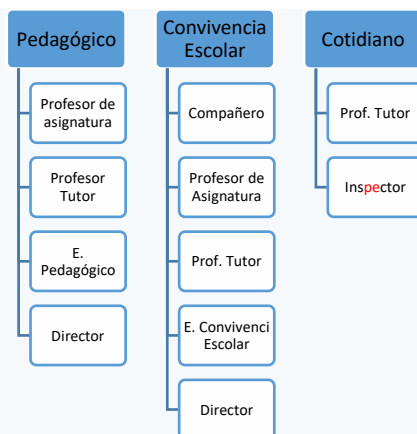 Pedagógico
Profesor de
asignatura
Profesor
Tutor
E.
Pedagógico
Director
Convivencia
Escolar
Compañero
Profesor de
Asignatura
Prof. Tutor
E. Convivenci
Escolar
Director
Cotidiano
Prof. Tutor
Inspector